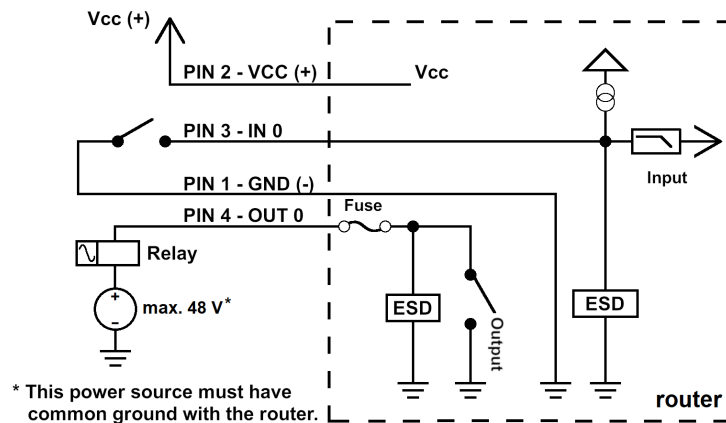 Vcc (+)
PIN 2 - VCC (+)
Vcc
PIN 3 - IN 0
Input
PIN 1 - GND (-)
Fuse
PIN 4 - OUT 0
Relay
+
–
max. 48 V*
ESD
Output
ESD
* This power source must have
common ground with the router.
router